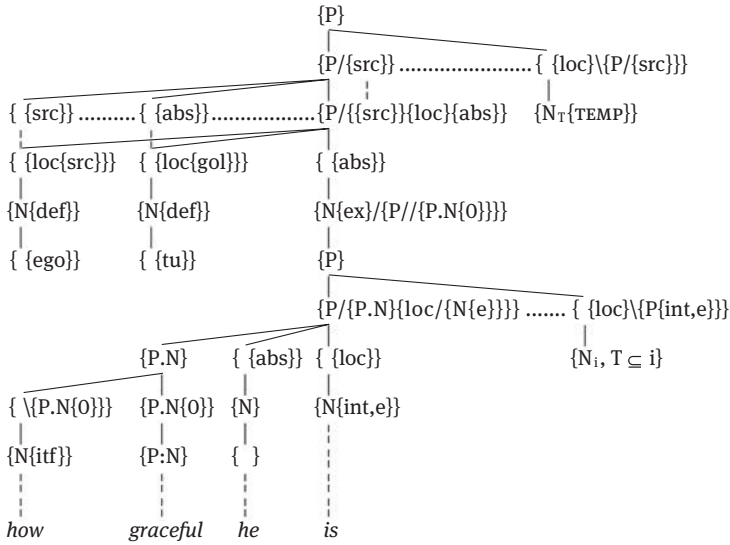 {P}
{P/{src}} ........................ { {loc}\{P/{src}}}
{ {src}} .......... { {abs}}.................. {P/{{src}}{loc}{abs}} {N_T{TEMP}}
{ {loc{src}}} { {loc{gol}}} { {abs}}
{N{def}} {N{def}} {N{ex}/{P//{P.N{0}}}}
{ {ego}} { {tu}} {P}
{P/{P.N}{loc/{N{e}}}} ....... { {loc}\{P{int,e}}}
{P.N} { {abs}} { {loc}} {N_i, T ⊆ i}
{ \{P.N{0}}} {P.N{0}} {N} {N{int,e}}
{N{itf}} {P:N} { }
how graceful he is